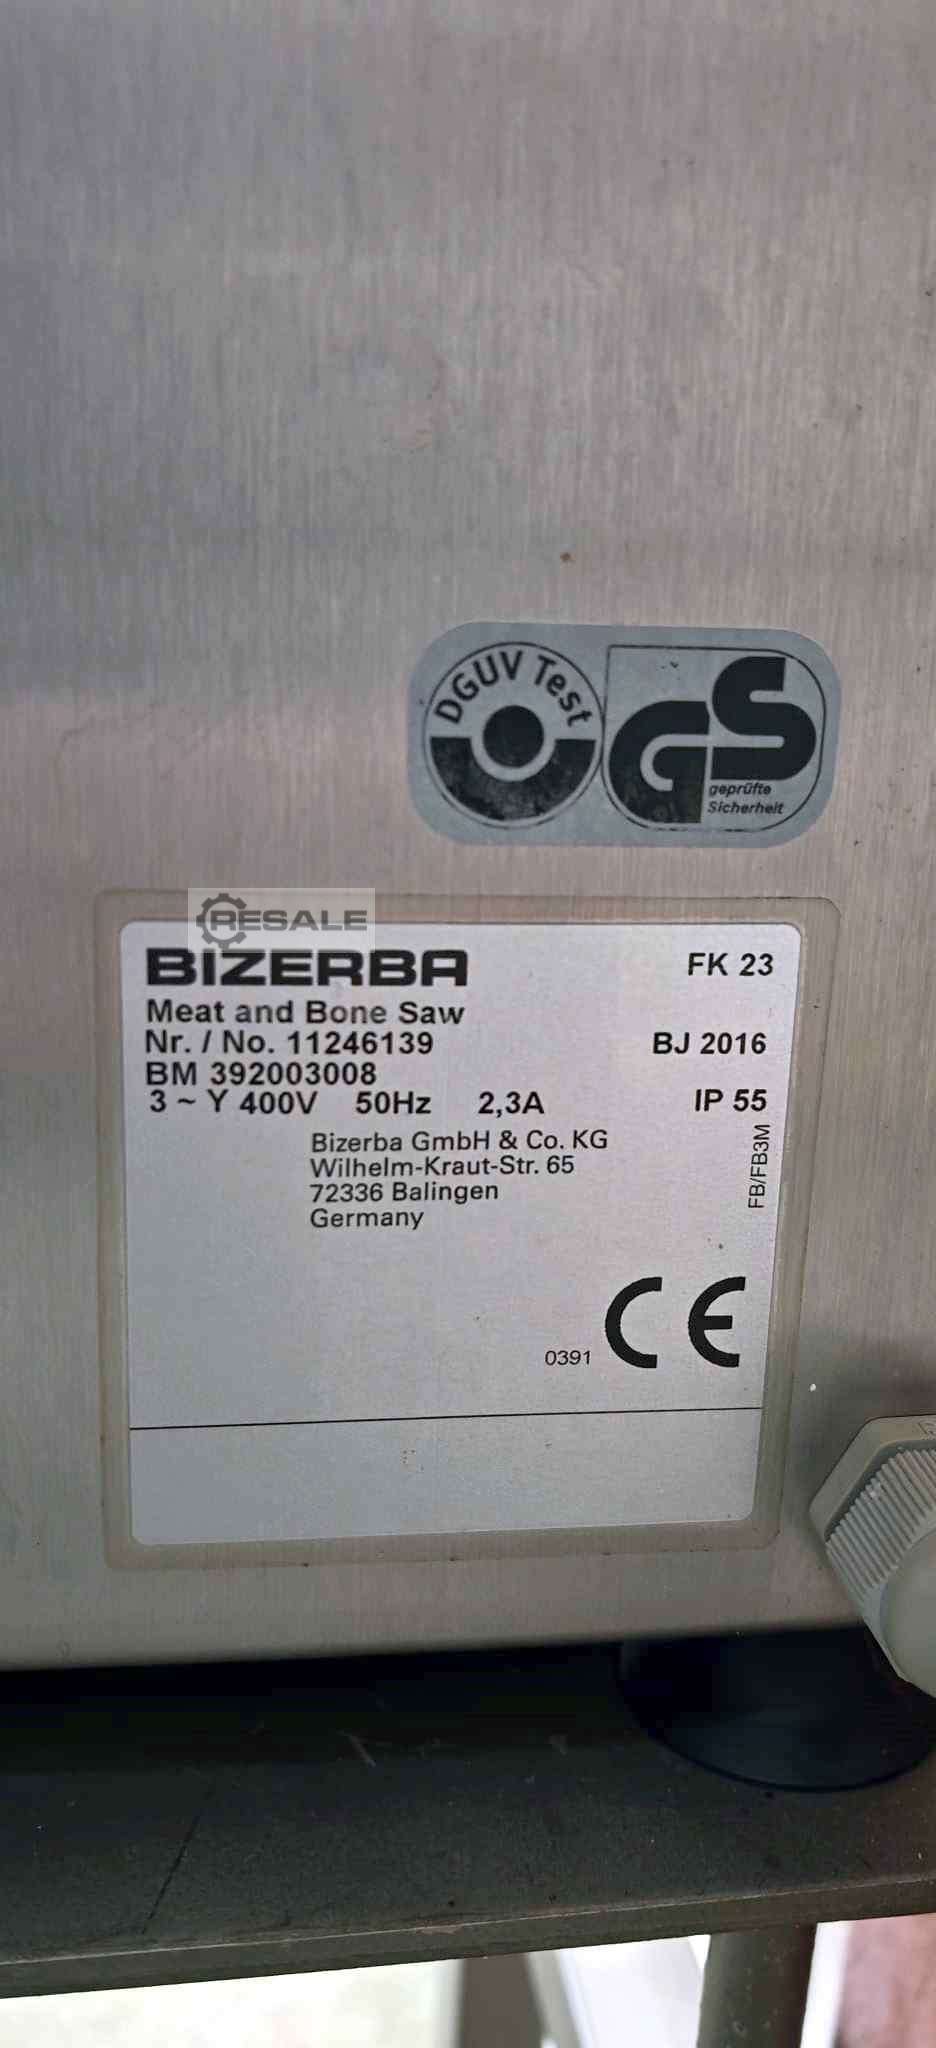 DGUV Test
GS
geprüfte
Sicherheit
RESALE
BIZERBA FK 23
Meat and Bone Saw
Nr. / No. 11246139 BJ 2016
BM 392003008
3 ~ Y 400V 50Hz 2,3A IP 55
Bizerba GmbH & Co. KG
Wilhelm-Kraut-Str. 65
72336 Balingen
Germany
FB/FB3M
0391 CE